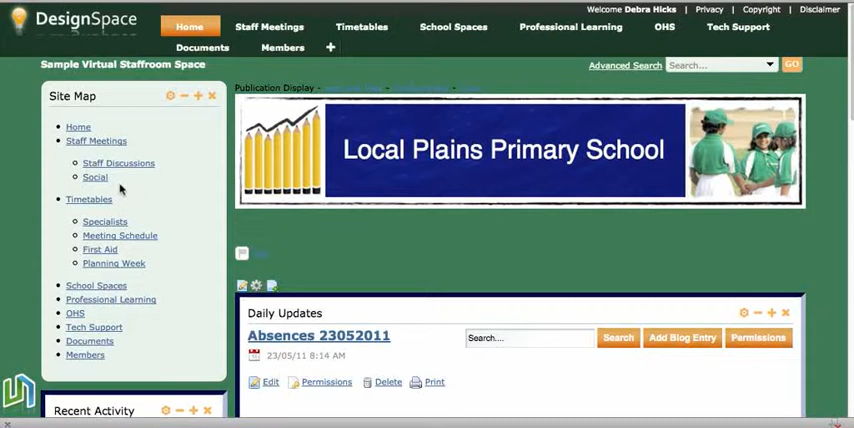 Welcome Debra Hicks | Privacy | Copyright | Disclaimer
DesignSpace
Home Staff Meetings Timetables School Spaces Professional Learning OHS Tech Support
Documents Members +
Sample Virtual Staffroom Space
Advanced Search Search... GO
Site Map
Home
Staff Meetings
Staff Discussions
Social
Timetables
Specialists
Meeting Schedule
First Aid
Planning Week
School Spaces
Professional Learning
OHS
Tech Support
Documents
Members
Recent Activity
Publication Display -
Local Plains Primary School
Daily Updates
Absences 23052011
Search.... Search Add Blog Entry Permissions
23/05/11 8:14 AM
Edit Permissions Delete Print